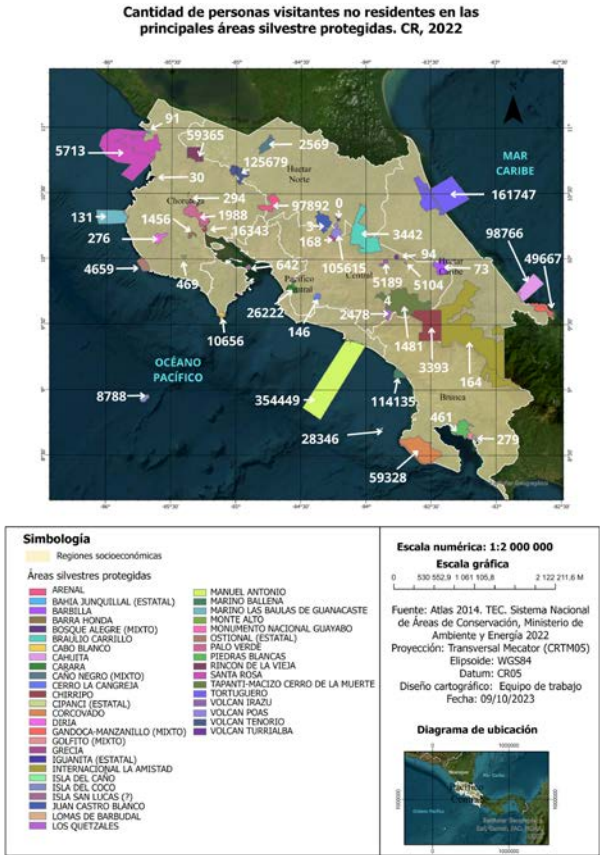 Cantidad de personas visitantes no residentes en las
principales áreas silvestre protegidas. CR, 2022
91
59365
2569
5713
125679
Huetar
Norte
MAR
CARIBE
30
161747
294
Chorotega
97892
0
131
1456
1988
3
3442
98766
276
16343
168
94
49667
105615
Huetar
Caribe
73
4659
642
Central
5189
5104
469
Pacífico
Central
4
26222
2478
10656
146
1481
3393
164
OCÉANO
PACÍFICO
8788
354449
114135
Brunca
461
28346
279
59328
Simbología
Regiones socioeconómicas
Áreas silvestres protegidas
ARENAL
BAHIA JUNQUILLAL (ESTATAL)
BARBILLA
BARRA HONDA
BOSQUE ALEGRE (MIXTO)
BRAULIO CARRILLO
CABO BLANCO
CAHUITA
CARARA
CAÑO NEGRO (MIXTO)
CERRO LA CANGREJA
CHIRRIPO
CIPANCI (ESTATAL)
CORCOVADO
DIRIA
GANDOCA-MANZANILLO (MIXTO)
GOLFITO (MIXTO)
GRECIA
IGUANITA (ESTATAL)
INTERNACIONAL LA AMISTAD
ISLA DEL CAÑO
ISLA DEL COCO
ISLA SAN LUCAS (?)
JUAN CASTRO BLANCO
LOMAS DE BARBUDAL
LOS QUETZALES
MANUEL ANTONIO
MARINO BALLENA
MARINO LAS BAULAS DE GUANACASTE
MONTE ALTO
MONUMENTO NACIONAL GUAYABO
OSTIONAL (ESTATAL)
PALO VERDE
PIEDRAS BLANCAS
RINCON DE LA VIEJA
SANTA ROSA
TAPANTI-MACIZO CERRO DE LA MUERTE
TORTUGUERO
VOLCAN IRAZU
VOLCAN POAS
VOLCAN TENORIO
VOLCAN TURRIALBA
Escala numérica: 1:2 000 000
Escala gráfica
0 530 552,9 1 061 105,8 2 122 211,6 M
Fuente: Atlas 2014. TEC. Sistema Nacional
de Áreas de Conservación, Ministerio de
Ambiente y Energía 2022
Proyección: Transversal Mecator (CRTM05)
Elipsoide: WGS84
Datum: CR05
Diseño cartográfico: Equipo de trabajo
Fecha: 09/10/2023
Diagrama de ubicación